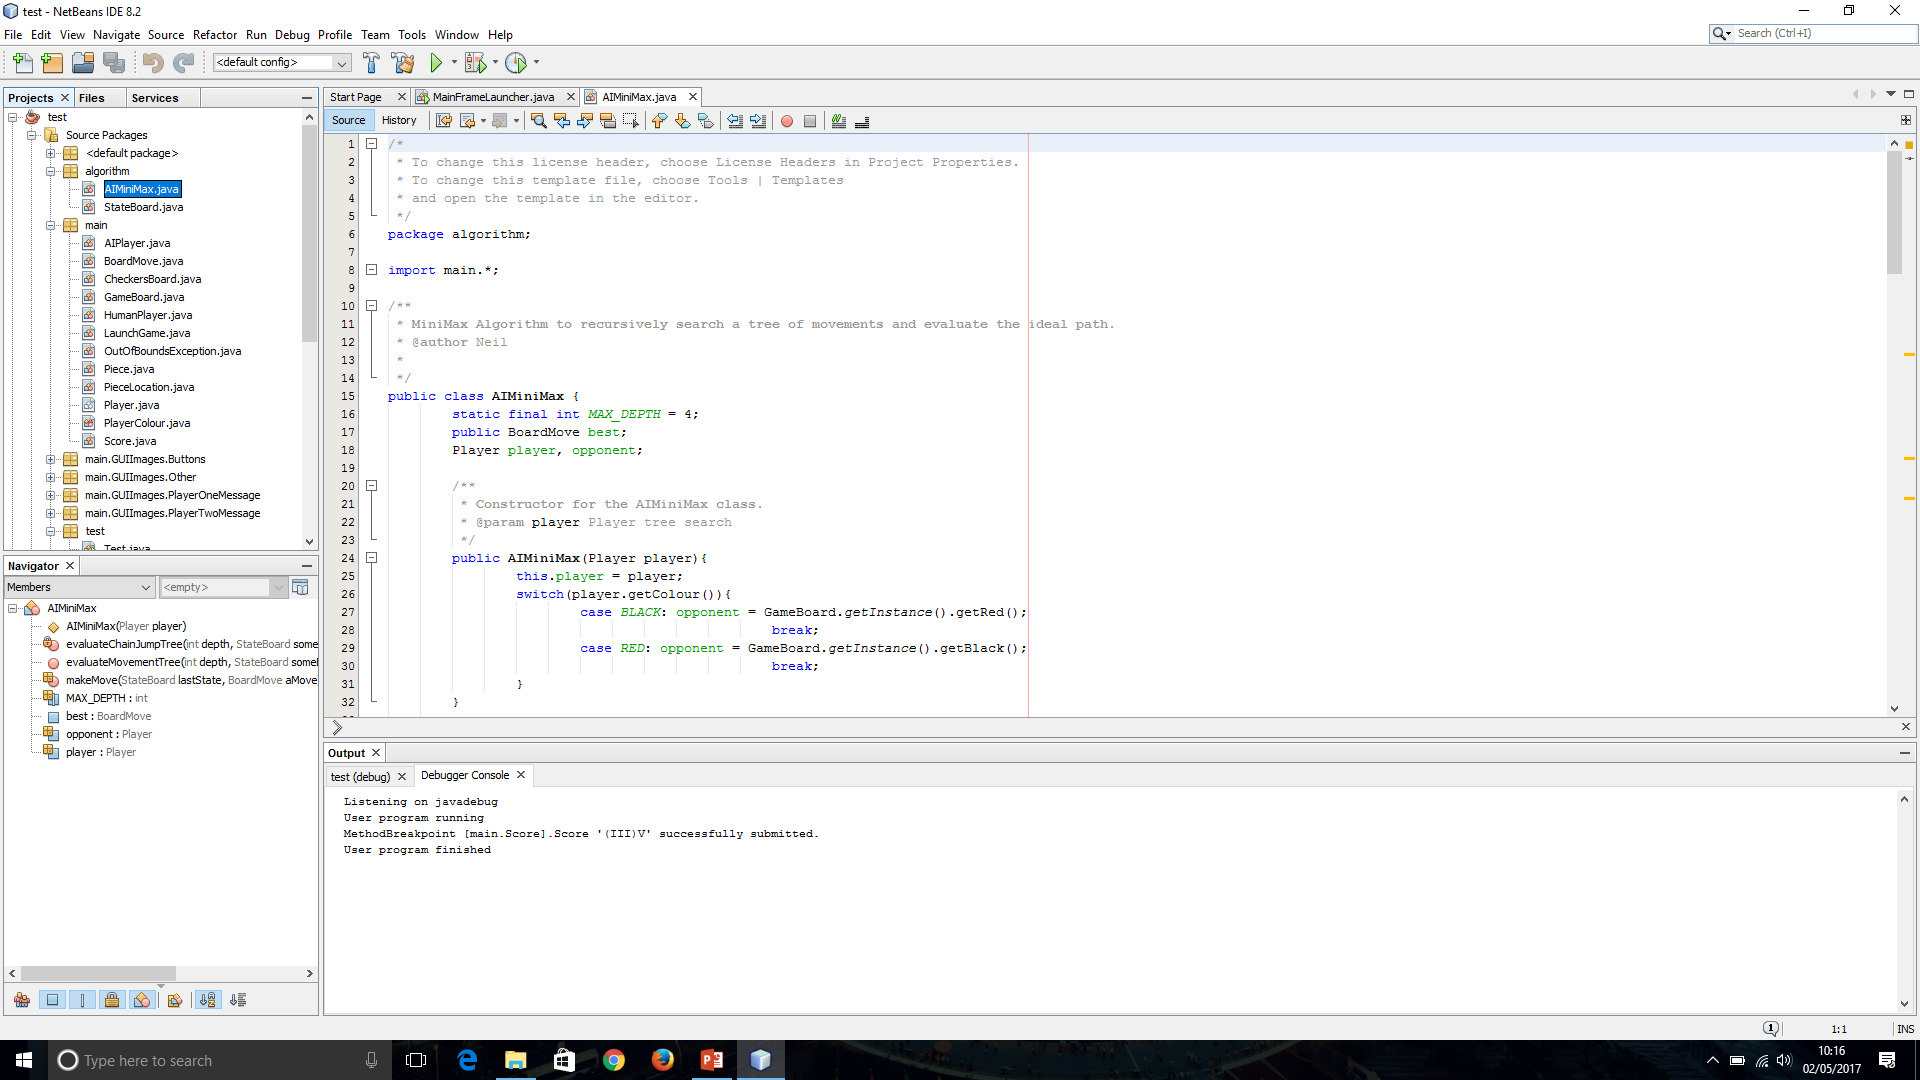 test - NetBeans IDE 8.2
File Edit View Navigate Source Refactor Run Debug Profile Team Tools Window Help
Search (Ctrl+I)
<default config>
Projects Files Services
test
Source Packages
<default package>
algorithm
AIMiniMax.java
StateBoard.java
main
AIPlayer.java
BoardMove.java
CheckersBoard.java
GameBoard.java
HumanPlayer.java
LaunchGame.java
OutOfBoundsException.java
Piece.java
PieceLocation.java
Player.java
PlayerColour.java
Score.java
main.GUIImages.Buttons
main.GUIImages.Other
main.GUIImages.PlayerOneMessage
main.GUIImages.PlayerTwoMessage
test
Test.java
Navigator
Members <empty>
AIMiniMax
AIMiniMax(Player player)
evaluateChainJumpTree(int depth, StateBoard some
evaluateMovementTree(int depth, StateBoard some
makeMove(StateBoard lastState, BoardMove aMove
MAX_DEPTH : int
best : BoardMove
opponent : Player
player : Player
Start Page MainFrameLauncher.java AIMiniMax.java
Source History
1 /*
2 * To change this license header, choose License Headers in Project Properties.
3 * To change this template file, choose Tools | Templates
4 * and open the template in the editor.
5 */
6 package algorithm;
7
8 import main.*;
9
10 /**
11 * MiniMax Algorithm to recursively search a tree of movements and evaluate the ideal path.
12 * @author Neil
13 *
14 */
15 public class AIMiniMax {
16 static final int MAX_DEPTH = 4;
17 public BoardMove best;
18 Player player, opponent;
19
20 /**
21 * Constructor for the AIMiniMax class.
22 * @param player Player tree search
23 */
24 public AIMiniMax(Player player){
25 this.player = player;
26 switch(player.getColour()){
27 case BLACK: opponent = GameBoard.getInstance().getRed();
28 break;
29 case RED: opponent = GameBoard.getInstance().getBlack();
30 break;
31 }
32 }
Output
test (debug) Debugger Console
Listening on javadebug
User program running
MethodBreakpoint [main.Score].Score '(III)V' successfully submitted.
User program finished
1 1:1 INS
Type here to search
10:16
02/05/2017